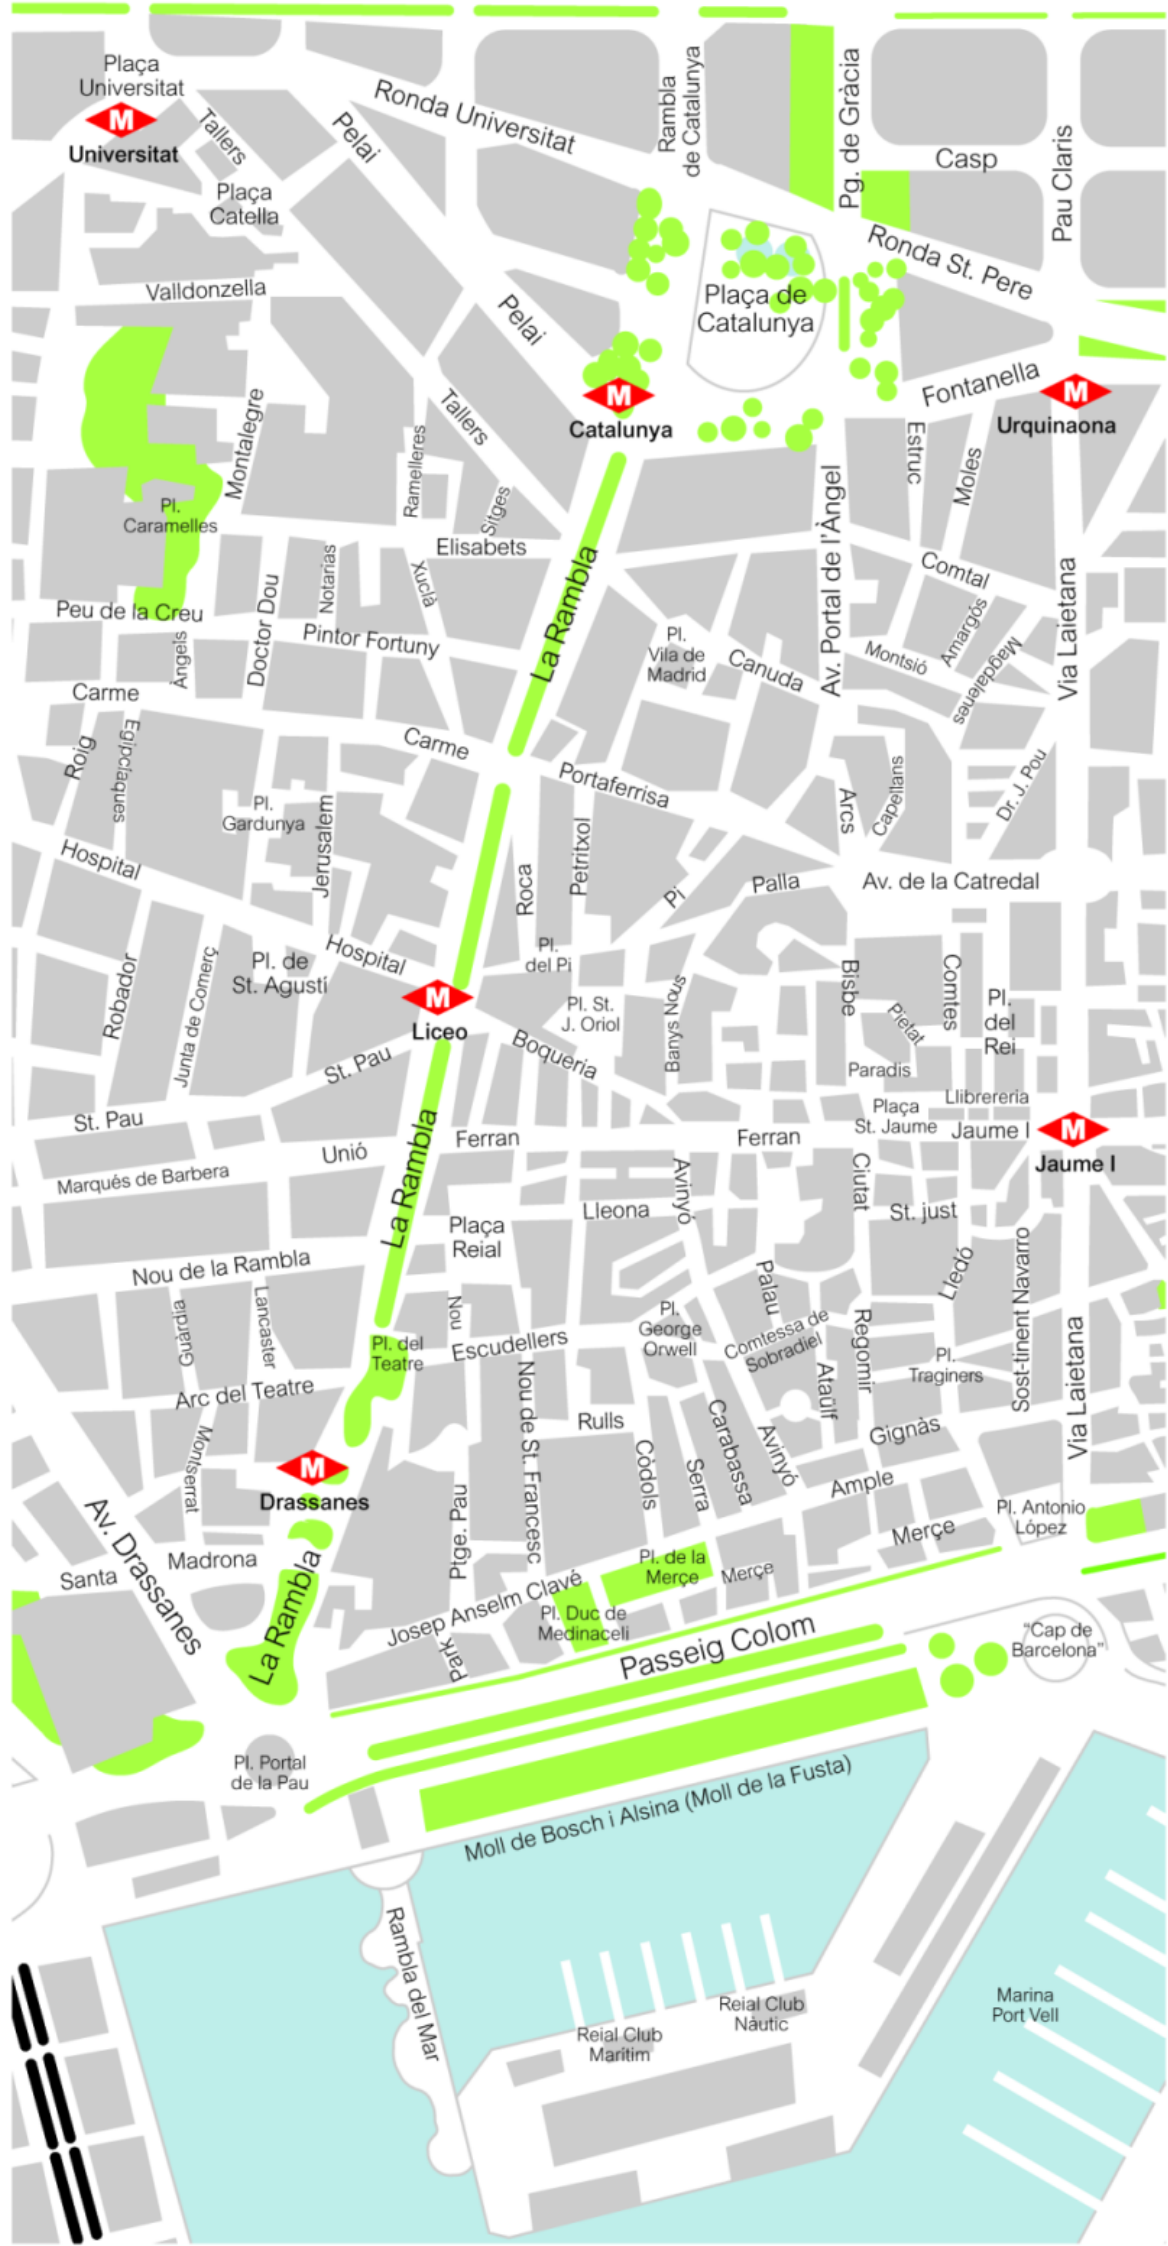 Plaça
Universitat
M
Universitat
Tallers
Pelai
Ronda Universitat
Rambla
de Catalunya
Pg. de Gràcia
Casp
Pau Claris
Plaça
Catella
Ronda St. Pere
Valldonzella
Pelai
Plaça de
Catalunya
M
Catalunya
Fontanella
M
Urquinaona
Montalegre
Tallers
Ramelleres
Sitges
Estruc
Moles
Pl.
Caramelles
Elisabets
La Rambla
Av. Portal de l'Àngel
Comtal
Via Laietana
Peu de la Creu
Doctor Dou
Notarias
Xuclà
Pintor Fortuny
Àngels
Pl.
Vila de
Madrid
Canuda
Montsió
Amargós
Magdalenes
Carme
Roig
Egipciaques
Carme
Portaferrisa
Arcs
Capellans
Dr. J. Pou
Pl.
Gardunya
Jerusalem
Hospital
Roca
Petritxol
Pi
Palla
Av. de la Catredal
Robador
Junta de Comerç
Pl. de
St. Agustí
Hospital
Pl.
del Pi
M
Liceo
Pl. St.
J. Oriol
Banys Nous
Bisbe
Pietat
Comtes
Pl.
del
Rei
St. Pau
Boqueria
Paradis
Llibrereria
St. Pau
Plaça
St. Jaume
Jaume I
M
Jaume I
Unió
La Rambla
Ferran
Ferran
Marquès de Barbera
Avinyó
Ciutat
Plaça
Reial
Lleona
St. just
Nou de la Rambla
Guàrdia
Lancaster
Nou
Escudellers
Pl. del
Teatre
Pl.
George
Orwell
Palau
Comtessa de
Sobradiel
Regomir
Lledó
Sost-tinent Navarro
Pl.
Traginers
Ataülf
Via Laietana
Arc del Teatre
Montserrat
Nou de St. Francesc
Rulls
Còdols
Serra
Carabassa
Avinyó
Gignàs
Ample
M
Drassanes
Av. Drassanes
Ptge. Pau
Merçe
Pl. Antonio
López
Santa
Madrona
La Rambla
Josep Anselm Clavé
Park
Pl. de la
Merçe
Merçe
Pl. Duc de
Medinaceli
Passeig Colom
"Cap de
Barcelona"
Pl. Portal
de la Pau
Moll de Bosch i Alsina (Moll de la Fusta)
Rambla del Mar
Reial Club
Marítim
Reial Club
Nàutic
Marina
Port Vell